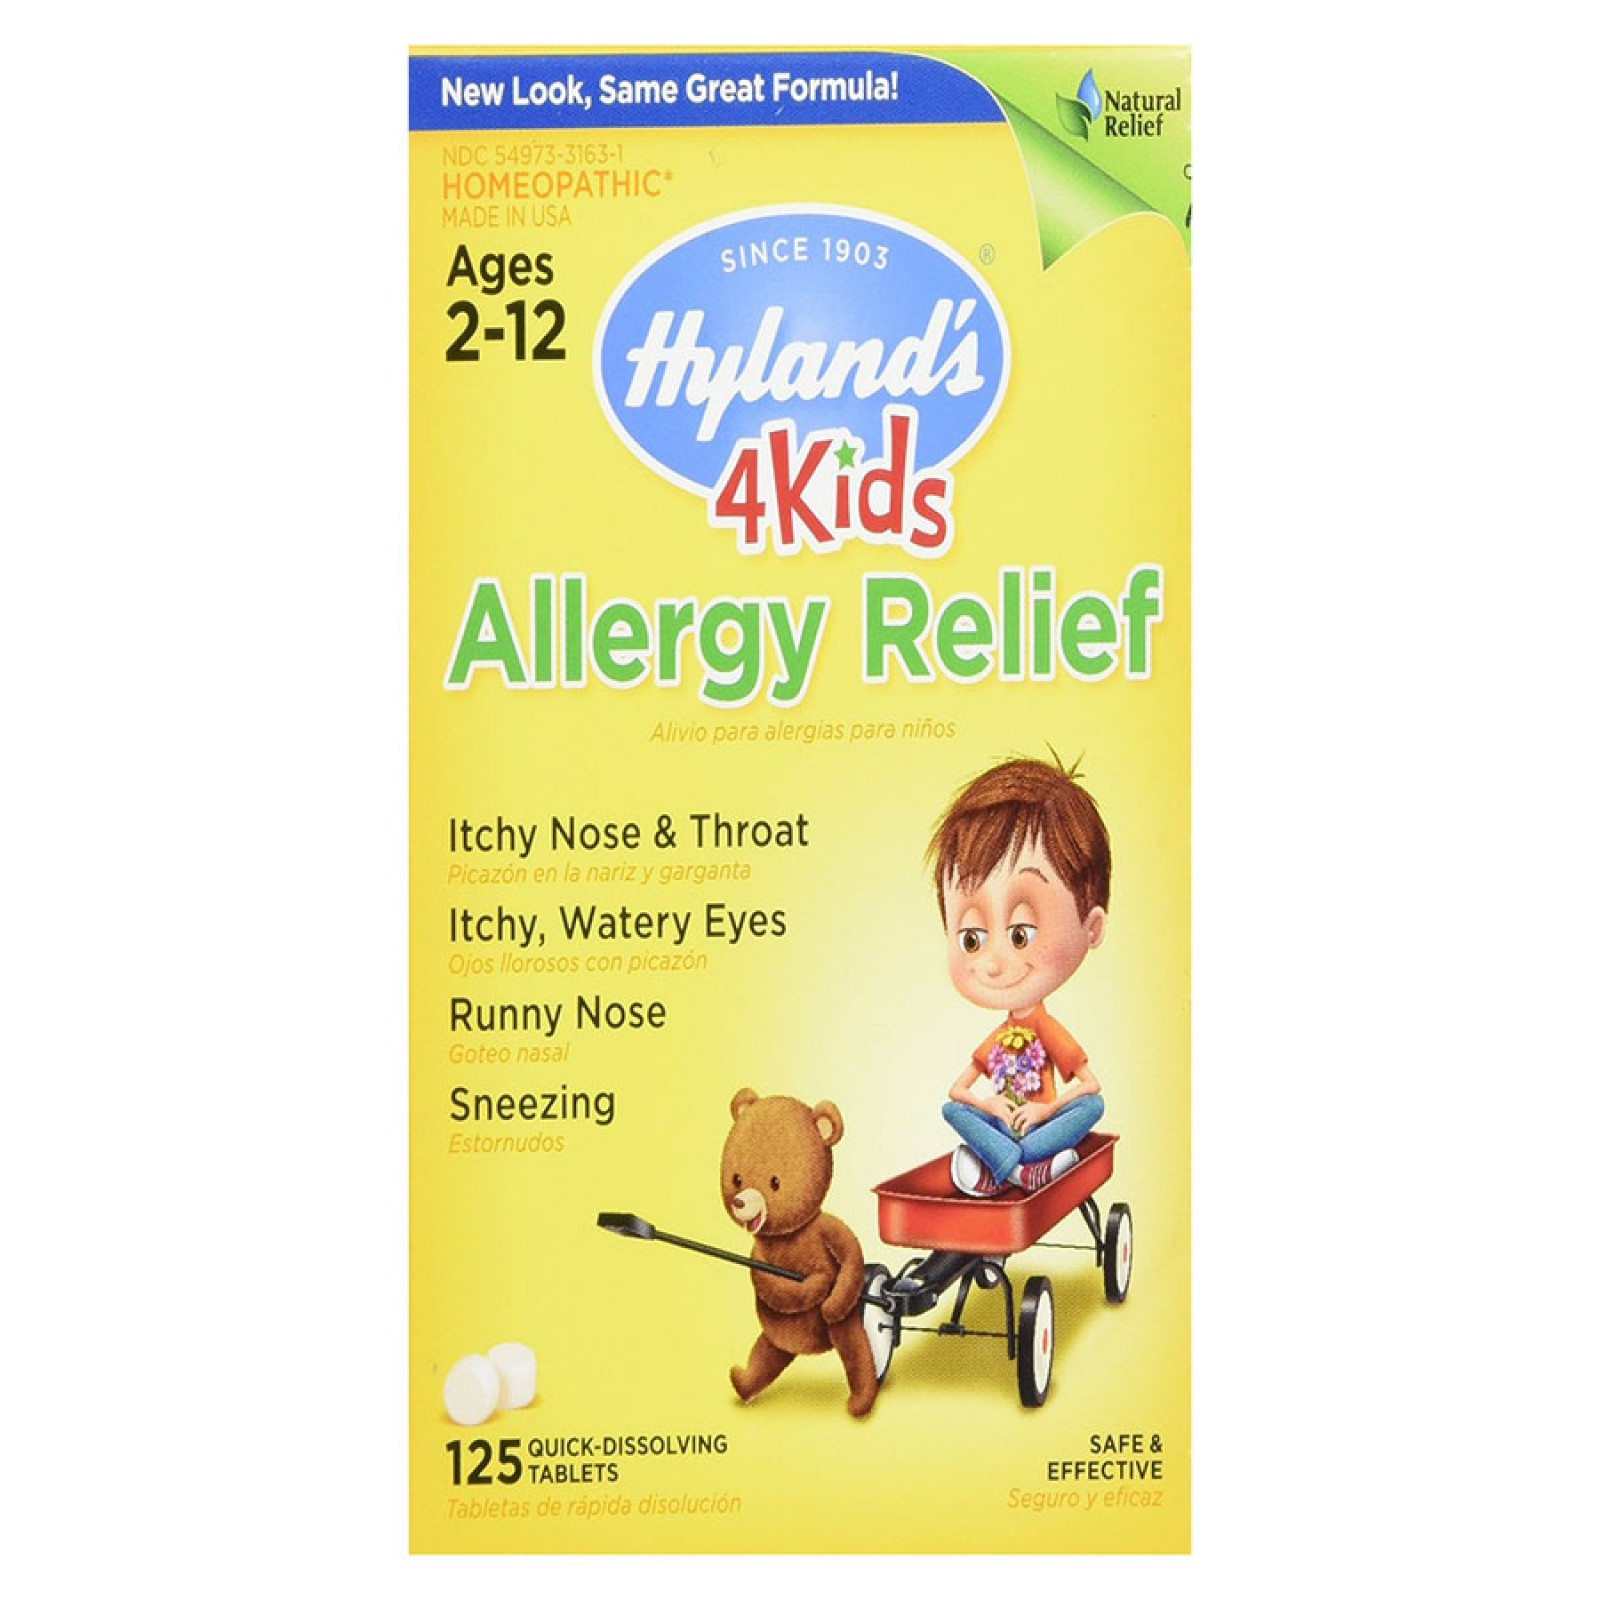 New Look, Same Great Formula!
Natural
Relief
NDC 54973-3163-1
HOMEOPATHIC*
MADE IN USA
Ages
2-12
SINCE 1903
®
Hyland's
4Kids
Allergy Relief
Alivio para alergias para niños
Itchy Nose & Throat
Picazón en la nariz y garganta
Itchy, Watery Eyes
Ojos llorosos con picazón
Runny Nose
Goteo nasal
Sneezing
Estornudos
125 QUICK-DISSOLVING
TABLETS
Tabletas de rápida disolución
SAFE &
EFFECTIVE
Seguro y eficaz